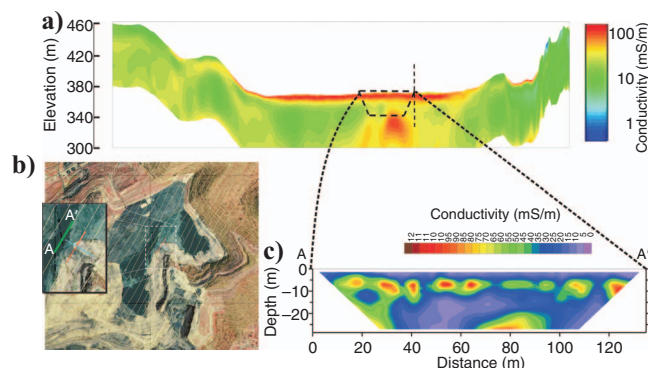 a)
460
420
380
340
300
Elevation (m)
100
10
1
Conductivity (mS/m)
b)
A'
A
Conductivity (mS/m)
c)
A
A'
0
−10
−20
Depth (m)
0
20
40
60
80
100
120
Distance (m)